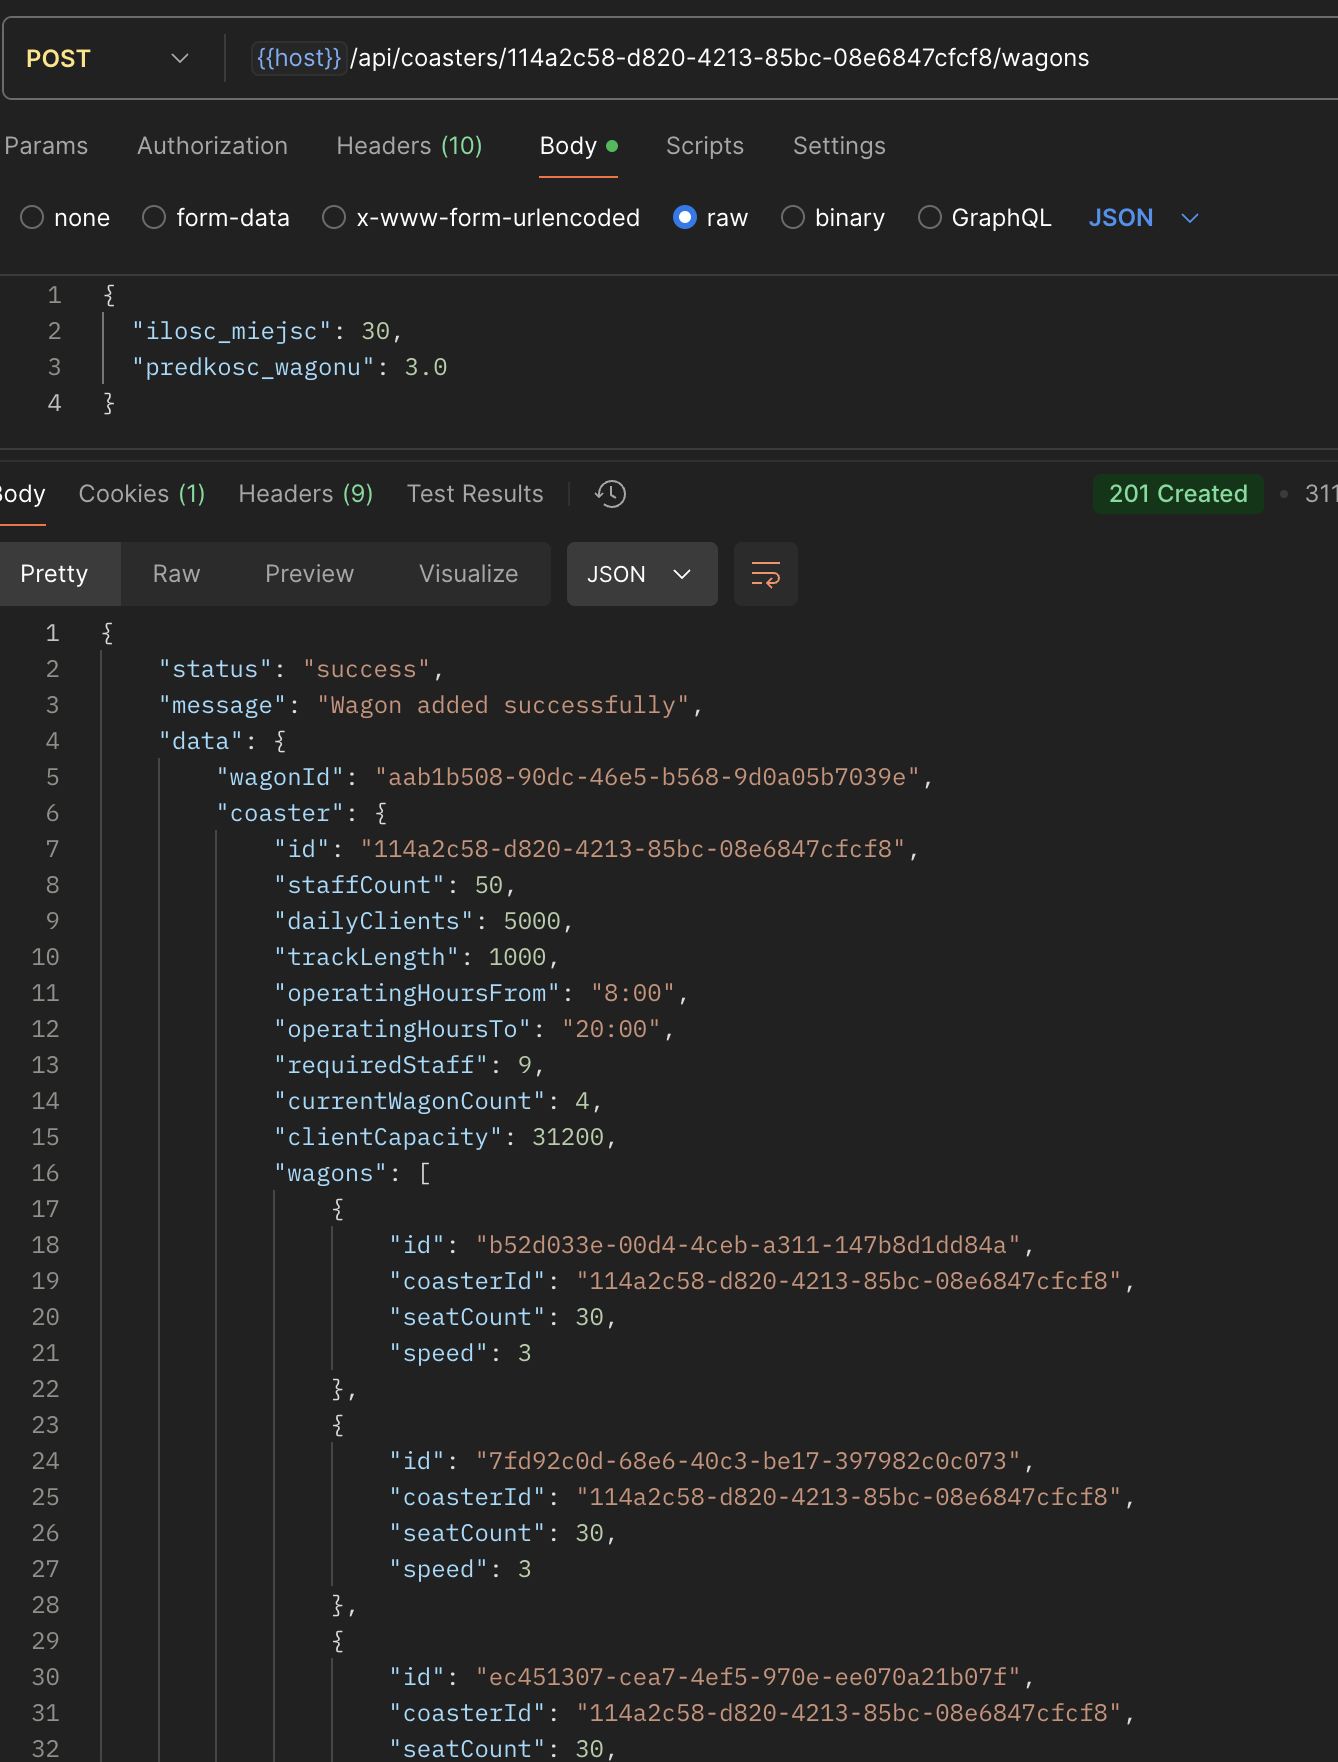 POST {{host}}/api/coasters/114a2c58-d820-4213-85bc-08e6847cfcf8/wagons
Params Authorization Headers (10) Body Scripts Settings
none form-data x-www-form-urlencoded raw binary GraphQL JSON
1 {
2 "ilosc_miejsc": 30,
3 "predkosc_wagonu": 3.0
4 }
Body Cookies (1) Headers (9) Test Results 201 Created 311
Pretty Raw Preview Visualize JSON
1 {
2 "status": "success",
3 "message": "Wagon added successfully",
4 "data": {
5 "wagonId": "aab1b508-90dc-46e5-b568-9d0a05b7039e",
6 "coaster": {
7 "id": "114a2c58-d820-4213-85bc-08e6847cfcf8",
8 "staffCount": 50,
9 "dailyClients": 5000,
10 "trackLength": 1000,
11 "operatingHoursFrom": "8:00",
12 "operatingHoursTo": "20:00",
13 "requiredStaff": 9,
14 "currentWagonCount": 4,
15 "clientCapacity": 31200,
16 "wagons": [
17 {
18 "id": "b52d033e-00d4-4ceb-a311-147b8d1dd84a",
19 "coasterId": "114a2c58-d820-4213-85bc-08e6847cfcf8",
20 "seatCount": 30,
21 "speed": 3
22 },
23 {
24 "id": "7fd92c0d-68e6-40c3-be17-397982c0c073",
25 "coasterId": "114a2c58-d820-4213-85bc-08e6847cfcf8",
26 "seatCount": 30,
27 "speed": 3
28 },
29 {
30 "id": "ec451307-cea7-4ef5-970e-ee070a21b07f",
31 "coasterId": "114a2c58-d820-4213-85bc-08e6847cfcf8",
32 "seatCount": 30,